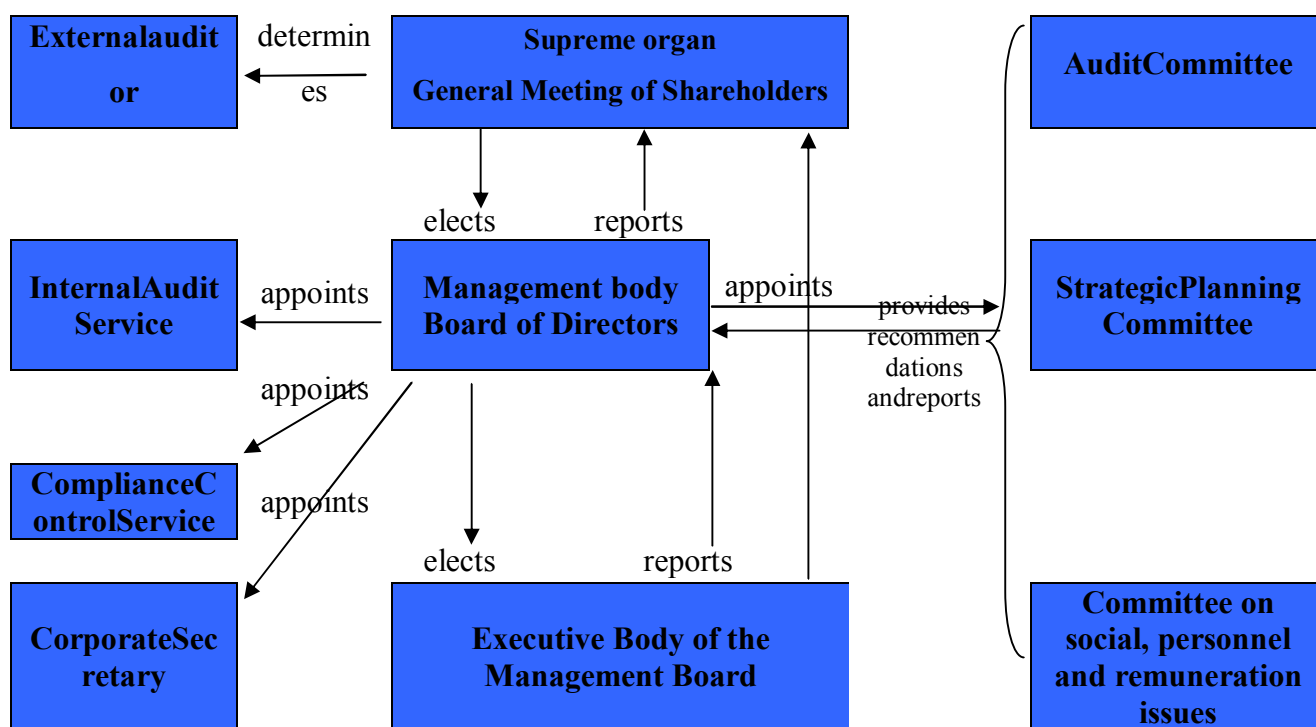 Externalaudit
or
determin
es
Supreme organ
General Meeting of Shareholders
AuditCommittee
elects
reports
InternalAudit
Service
appoints
Management body
Board of Directors
appoints
provides
recommen
dations
andreports
StrategicPlanning
Committee
appoints
ComplianceC
ontrolService
appoints
elects
reports
CorporateSec
retary
Executive Body of the
Management Board
Committee on
social, personnel
and remuneration
issues